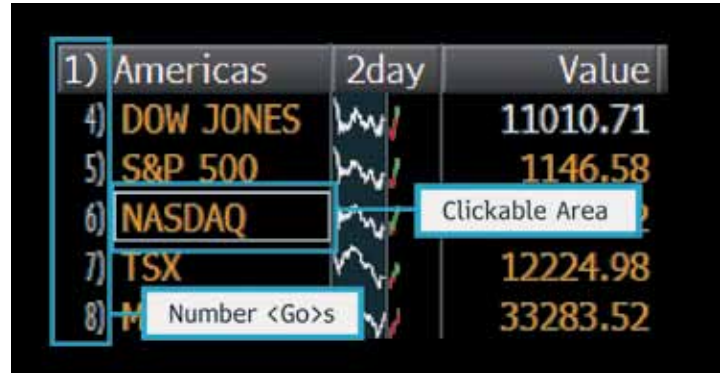 1) Americas 2day Value
4) DOW JONES 11010.71
5) S&P 500 1146.58
6) NASDAQ Clickable Area
7) TSX 12224.98
8) Number <Go>s 33283.52